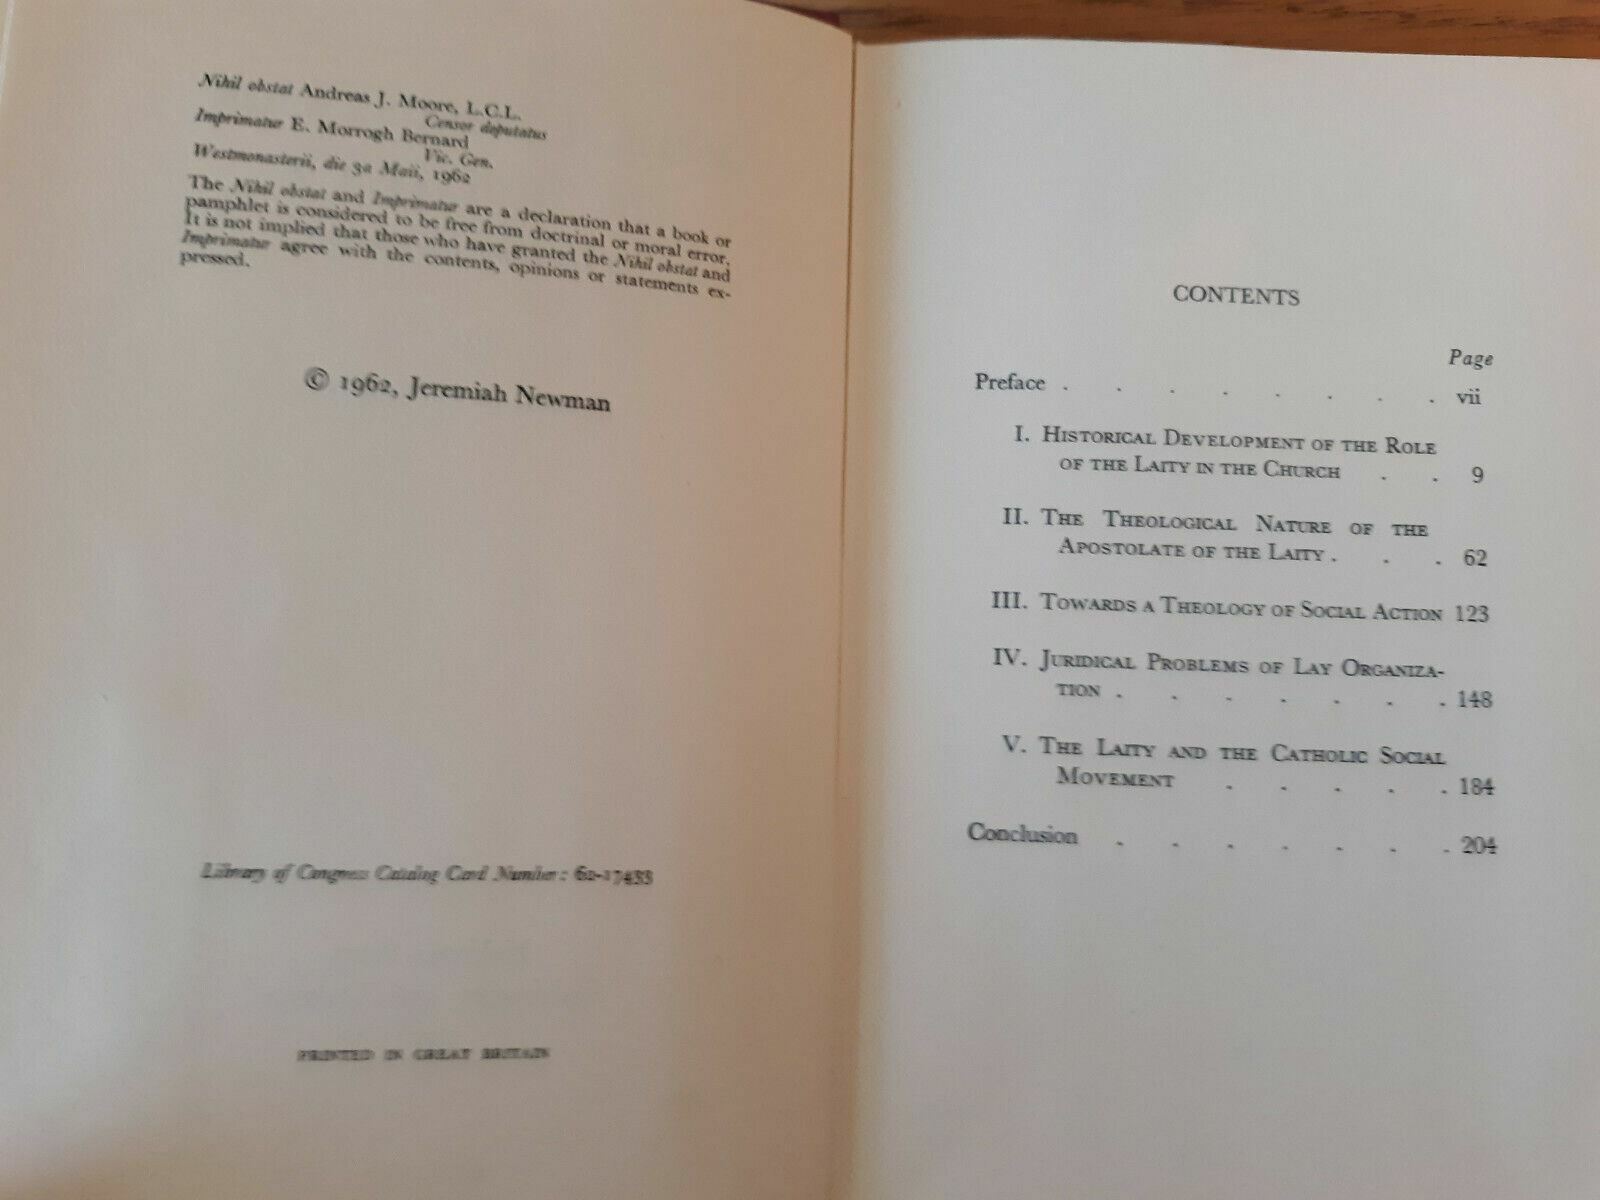 Nihil obstat Andreas J. Moore, L.C.L.
Censor deputatus
Imprimatur E. Morrogh Bernard
Vic. Gen.
Westmonasterii, die 3a Maii, 1962
The Nihil obstat and Imprimatur are a declaration that a book or
pamphlet is considered to be free from doctrinal or moral error.
It is not implied that those who have granted the Nihil obstat and
Imprimatur agree with the contents, opinions or statements ex-
pressed.
© 1962, Jeremiah Newman
Library of Congress Catalog Card Number: 62-17455
PRINTED IN GREAT BRITAIN
CONTENTS
Page
Preface . . . . . . . . vii
I. HISTORICAL DEVELOPMENT OF THE ROLE
OF THE LAITY IN THE CHURCH . . 9
II. THE THEOLOGICAL NATURE OF THE
APOSTOLATE OF THE LAITY . . . 62
III. TOWARDS A THEOLOGY OF SOCIAL ACTION 123
IV. JURIDICAL PROBLEMS OF LAY ORGANIZA-
TION . . . . . . . 148
V. THE LAITY AND THE CATHOLIC SOCIAL
MOVEMENT . . . . . 184
Conclusion . . . . . . . 204